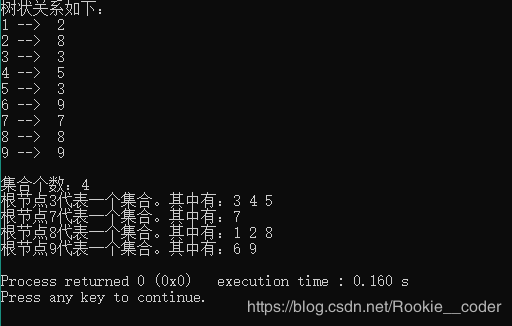 树状关系如下：
1 -->  2
2 -->  8
3 -->  3
4 -->  5
5 -->  3
6 -->  9
7 -->  7
8 -->  8
9 -->  9
集合个数：4
根节点3代表一个集合。其中有：3 4 5
根节点7代表一个集合。其中有：7
根节点8代表一个集合。其中有：1 2 8
根节点9代表一个集合。其中有：6 9
Process returned 0 (0x0)   execution time : 0.160 s
Press any key to continue.
https://blog.csdn.net/Rookie__coder